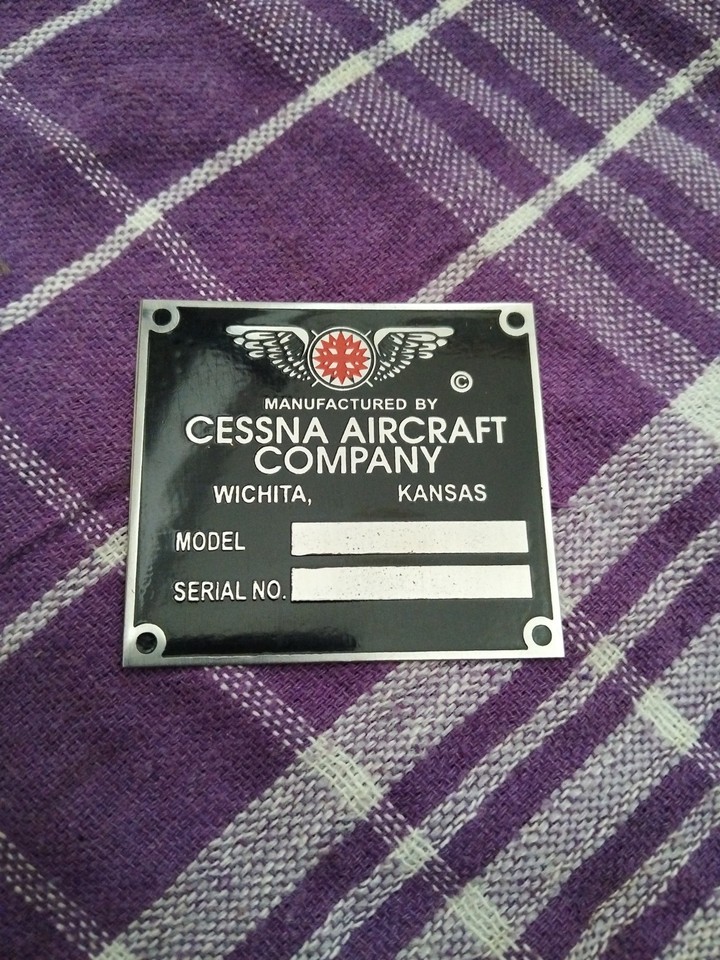 ©
MANUFACTURED BY
CESSNA AIRCRAFT
COMPANY
WICHITA, KANSAS
MODEL
SERIAL NO.